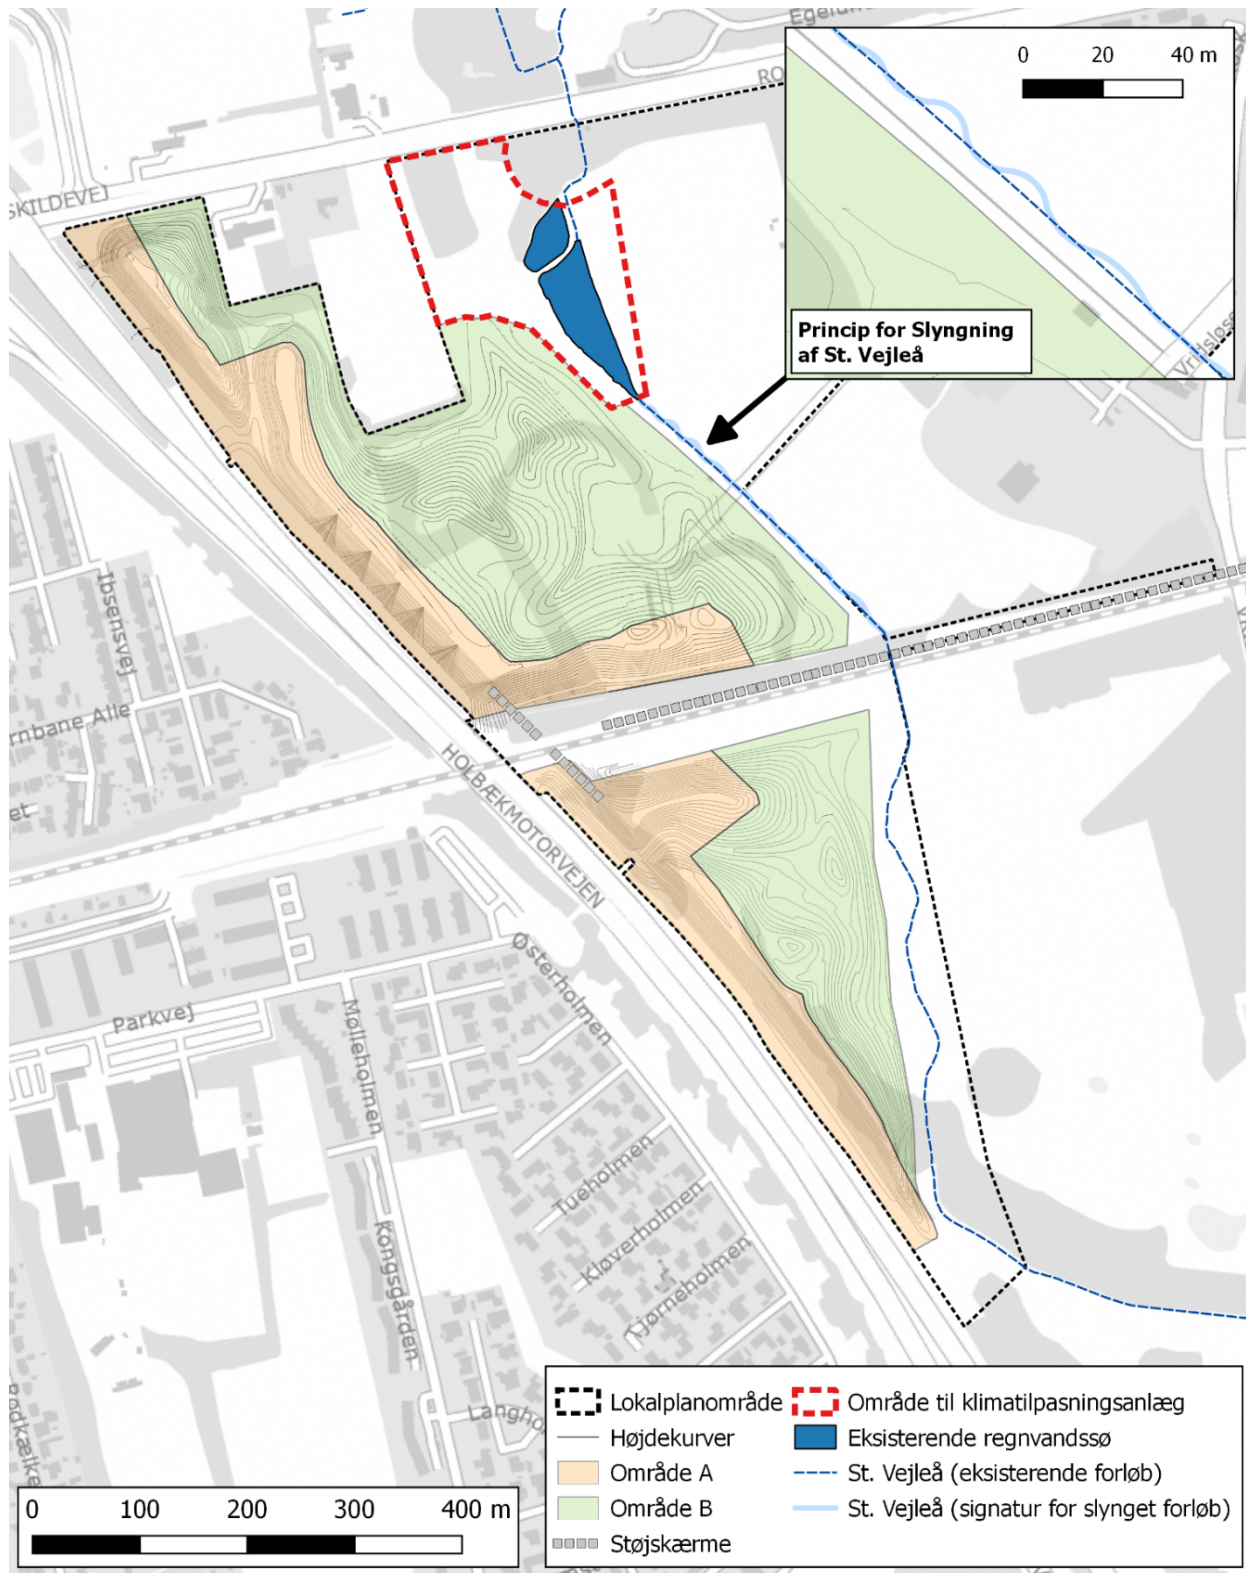 Egelund
RO
SKILDEVEJ
0 20 40 m
Princip for Slyngning
af St. Vejleå
Vridsløse
Ibsensvej
rnbane Alle
et
HOLBÆKMOTORVEJEN
Østerholmen
Parkvej
Mølleholmen
Tueholmen
Kløverholmen
Tjørneholmen
Kongsgården
Langho
Rødkælke
Lokalplanområde
Højdekurver
Område A
Område B
Støjskærme
Område til klimatilpasningsanlæg
Eksisterende regnvandssø
St. Vejleå (eksisterende forløb)
St. Vejleå (signatur for slynget forløb)
0 100 200 300 400 m